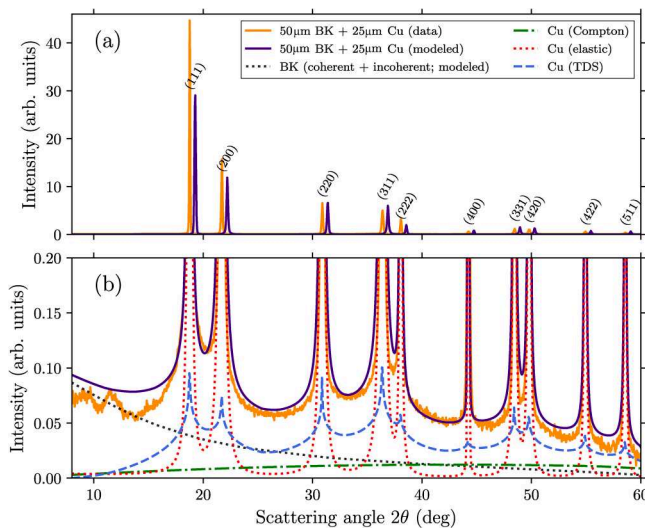 (a)
50μm BK + 25μm Cu (data)
50μm BK + 25μm Cu (modeled)
BK (coherent + incoherent; modeled)
Cu (Compton)
Cu (elastic)
Cu (TDS)
Intensity (arb. units)
40
30
20
10
0
(111)
(200)
(220)
(311)
(222)
(400)
(331)
(420)
(422)
(511)
(b)
Intensity (arb. units)
0.20
0.15
0.10
0.05
0.00
10 20 30 40 50 60
Scattering angle 2θ (deg)